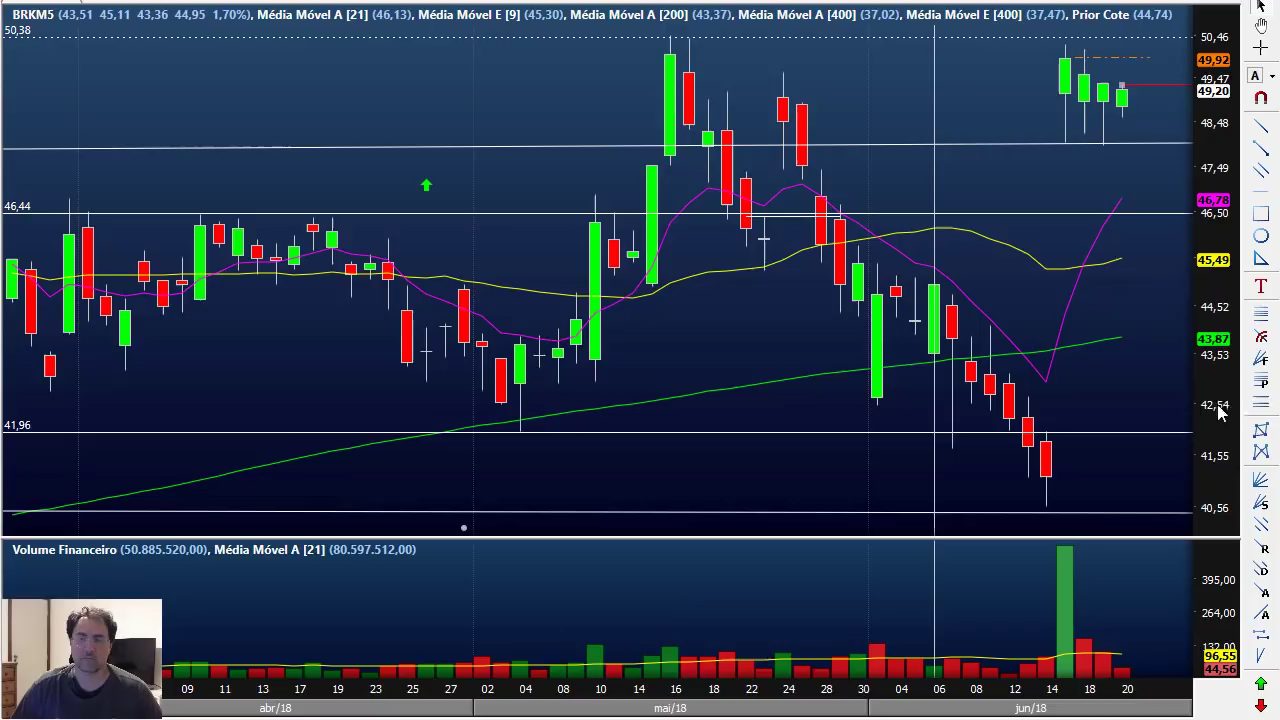 BRKM5 (43,51 45,11 43,36 44,95 1,70%), Média Móvel A [21] (46,13), Média Móvel E [9] (45,30), Média Móvel A [200] (43,37), Média Móvel A [400] (37,02), Média Móvel E [400] (37,47), Prior Cote (44,74)
50,38
50,46
49,92
49,47
49,20
48,48
47,49
46,78
46,44
46,50
45,49
44,52
43,87
43,53
42,54
41,96
41,55
40,56
Volume Financeiro (50.885.520,00), Média Móvel A [21] (80.597.512,00)
395,00
264,00
132,00
96,55
44,56
09 11 13 17 19 23 25 27 02 04 08 10 14 16 18 22 24 28 30 04 06 08 12 14 18 20
abr/18 mai/18 jun/18
A
T
F
P
S
R
D
A
A